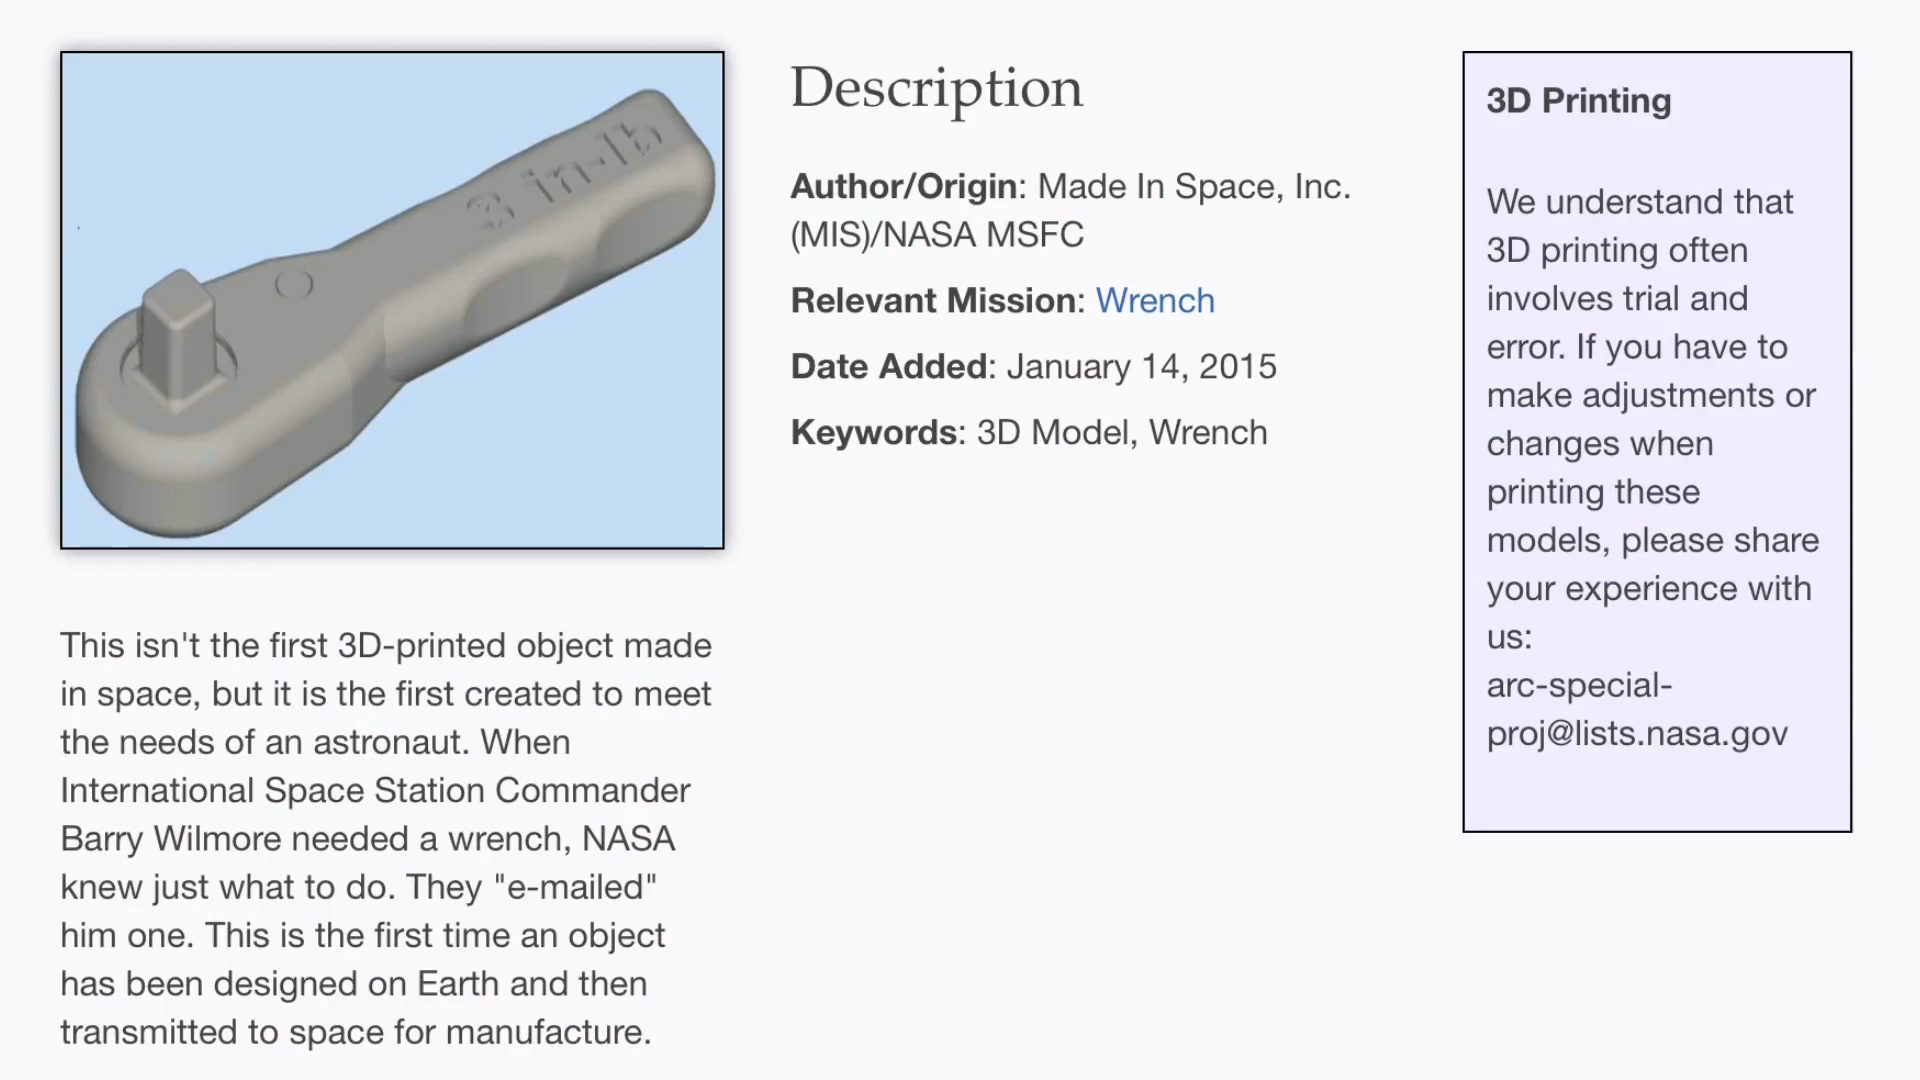 3 in-lb
This isn't the first 3D-printed object made
in space, but it is the first created to meet
the needs of an astronaut. When
International Space Station Commander
Barry Wilmore needed a wrench, NASA
knew just what to do. They "e-mailed"
him one. This is the first time an object
has been designed on Earth and then
transmitted to space for manufacture.
Description
Author/Origin: Made In Space, Inc.
(MIS)/NASA MSFC
Relevant Mission: Wrench
Date Added: January 14, 2015
Keywords: 3D Model, Wrench
3D Printing
We understand that
3D printing often
involves trial and
error. If you have to
make adjustments or
changes when
printing these
models, please share
your experience with
us:
arc-special-
proj@lists.nasa.gov